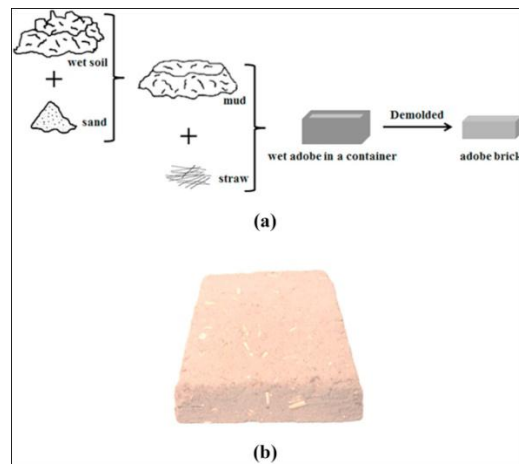 wet soil
+
sand
mud
+
straw
wet adobe in a container
Demolded
adobe brick
(a)
(b)